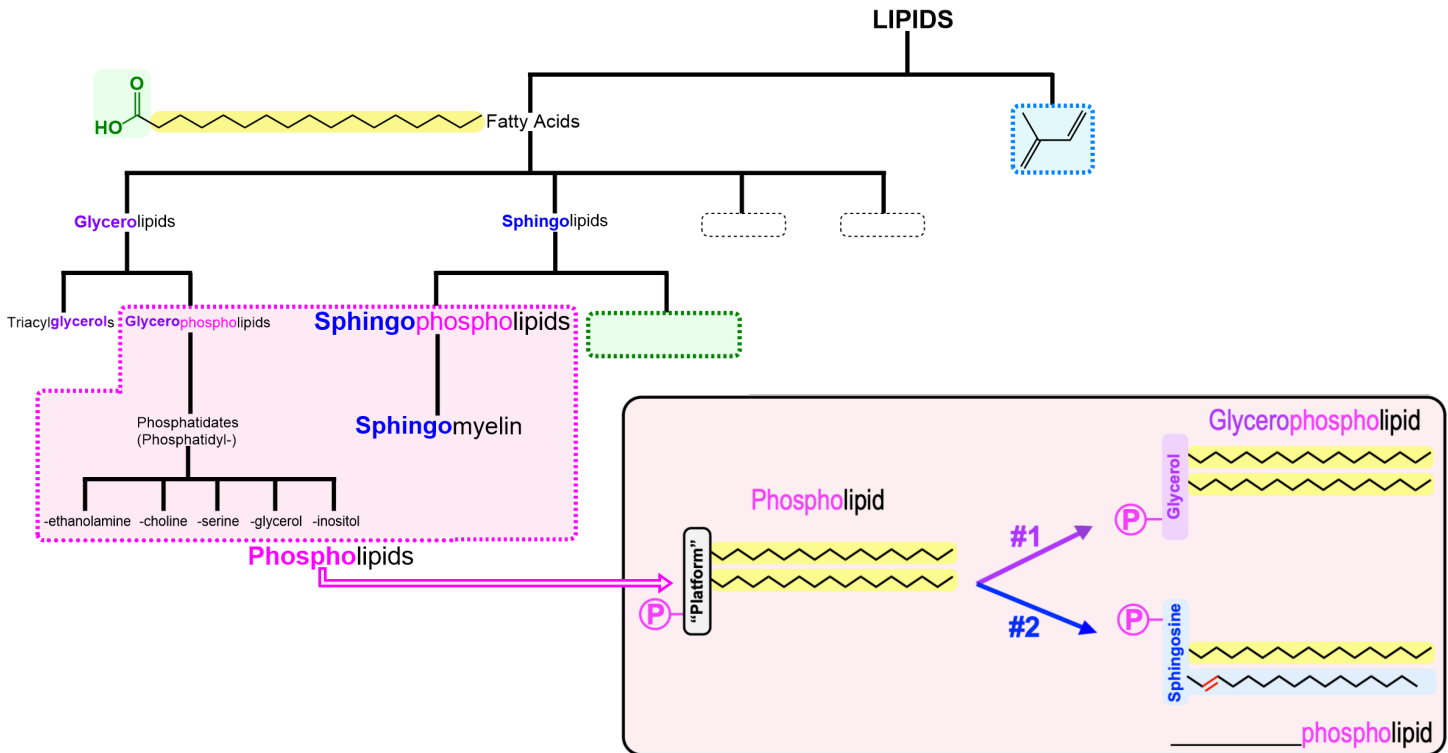 LIPIDS
O
HO
Fatty Acids
Glycerolipids
Sphingolipids
Triacylglycerols
Glycerophospholipids
Sphingophospholipids
Phosphatidates
(Phosphatidyl-)
Sphingomyelin
-ethanolamine -choline -serine -glycerol -inositol
Phospholipids
Phospholipid
"Platform"
P
#1
#2
Glycerophospholipid
Glycerol
P
P
Sphingosine
____________phospholipid